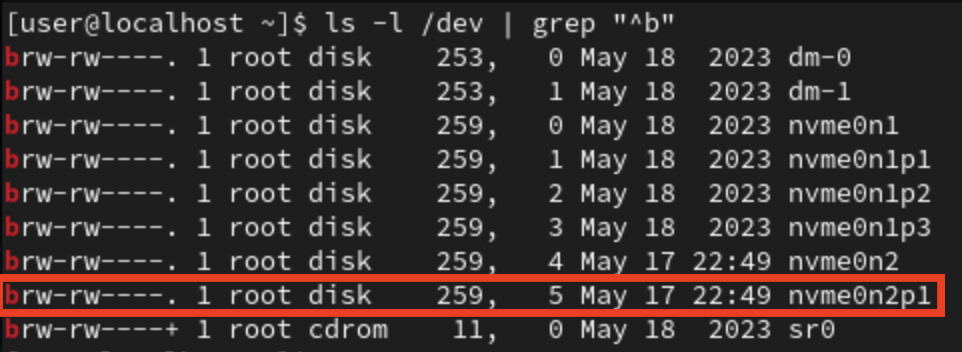 [user@localhost ~]$ ls -l /dev | grep "^b"
brw-rw----. 1 root disk    253,   0 May 18  2023 dm-0
brw-rw----. 1 root disk    253,   1 May 18  2023 dm-1
brw-rw----. 1 root disk    259,   0 May 18  2023 nvme0n1
brw-rw----. 1 root disk    259,   1 May 18  2023 nvme0n1p1
brw-rw----. 1 root disk    259,   2 May 18  2023 nvme0n1p2
brw-rw----. 1 root disk    259,   3 May 18  2023 nvme0n1p3
brw-rw----. 1 root disk    259,   4 May 17 22:49 nvme0n2
brw-rw----. 1 root disk    259,   5 May 17 22:49 nvme0n2p1
brw-rw----+ 1 root cdrom    11,   0 May 18  2023 sr0